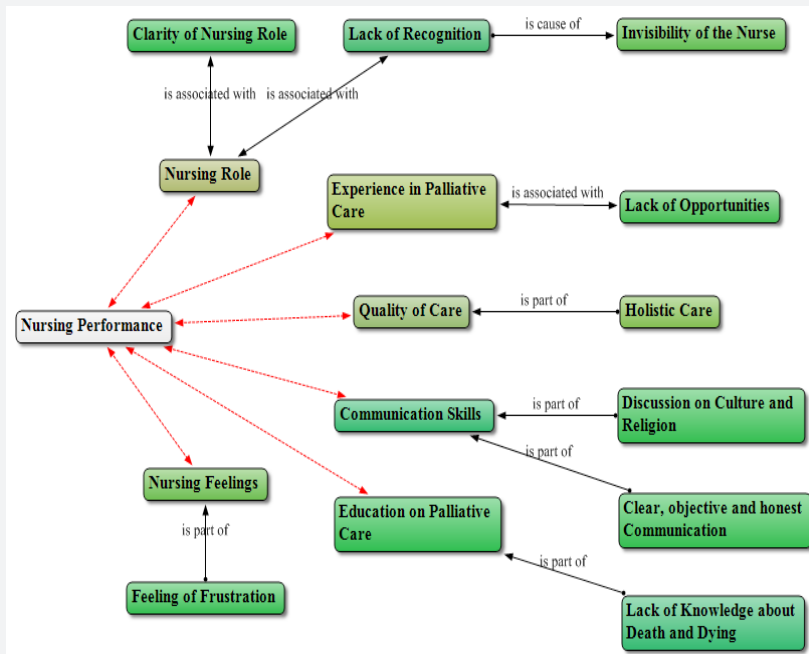 Clarity of Nursing Role
Lack of Recognition
is cause of
Invisibility of the Nurse
is associated with
is associated with
Nursing Role
Experience in Palliative
Care
is associated with
Lack of Opportunities
Nursing Performance
Quality of Care
is part of
Holistic Care
Communication Skills
is part of
Discussion on Culture and
Religion
is part of
Nursing Feelings
Education on Palliative
Care
Clear, objective and honest
Communication
is part of
is part of
Feeling of Frustration
Lack of Knowledge about
Death and Dying